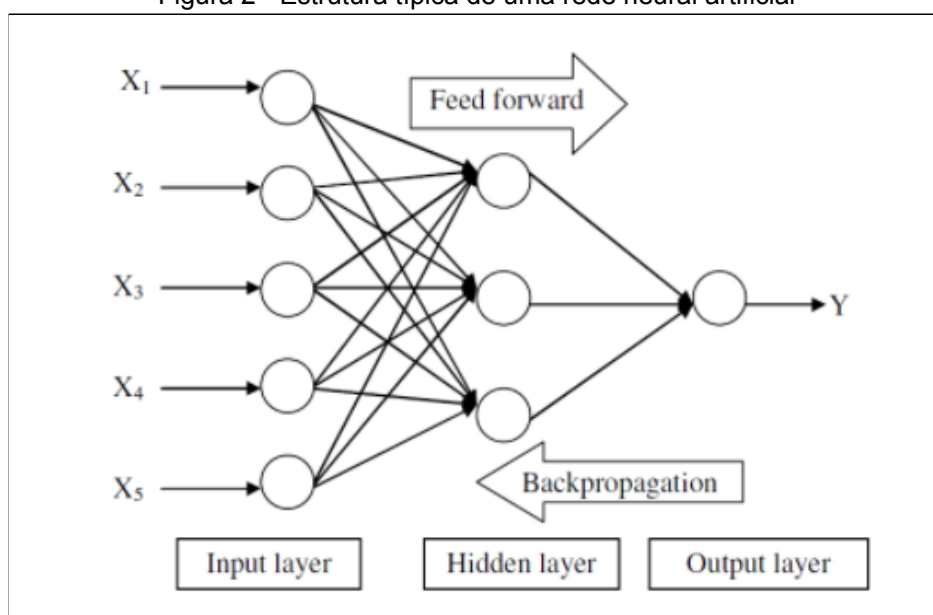 Figura 2 - Estrutura típica de uma rede neural artificial
X₁
Feed forward
X₂
X₃
Y
X₄
X₅
Backpropagation
Input layer
Hidden layer
Output layer